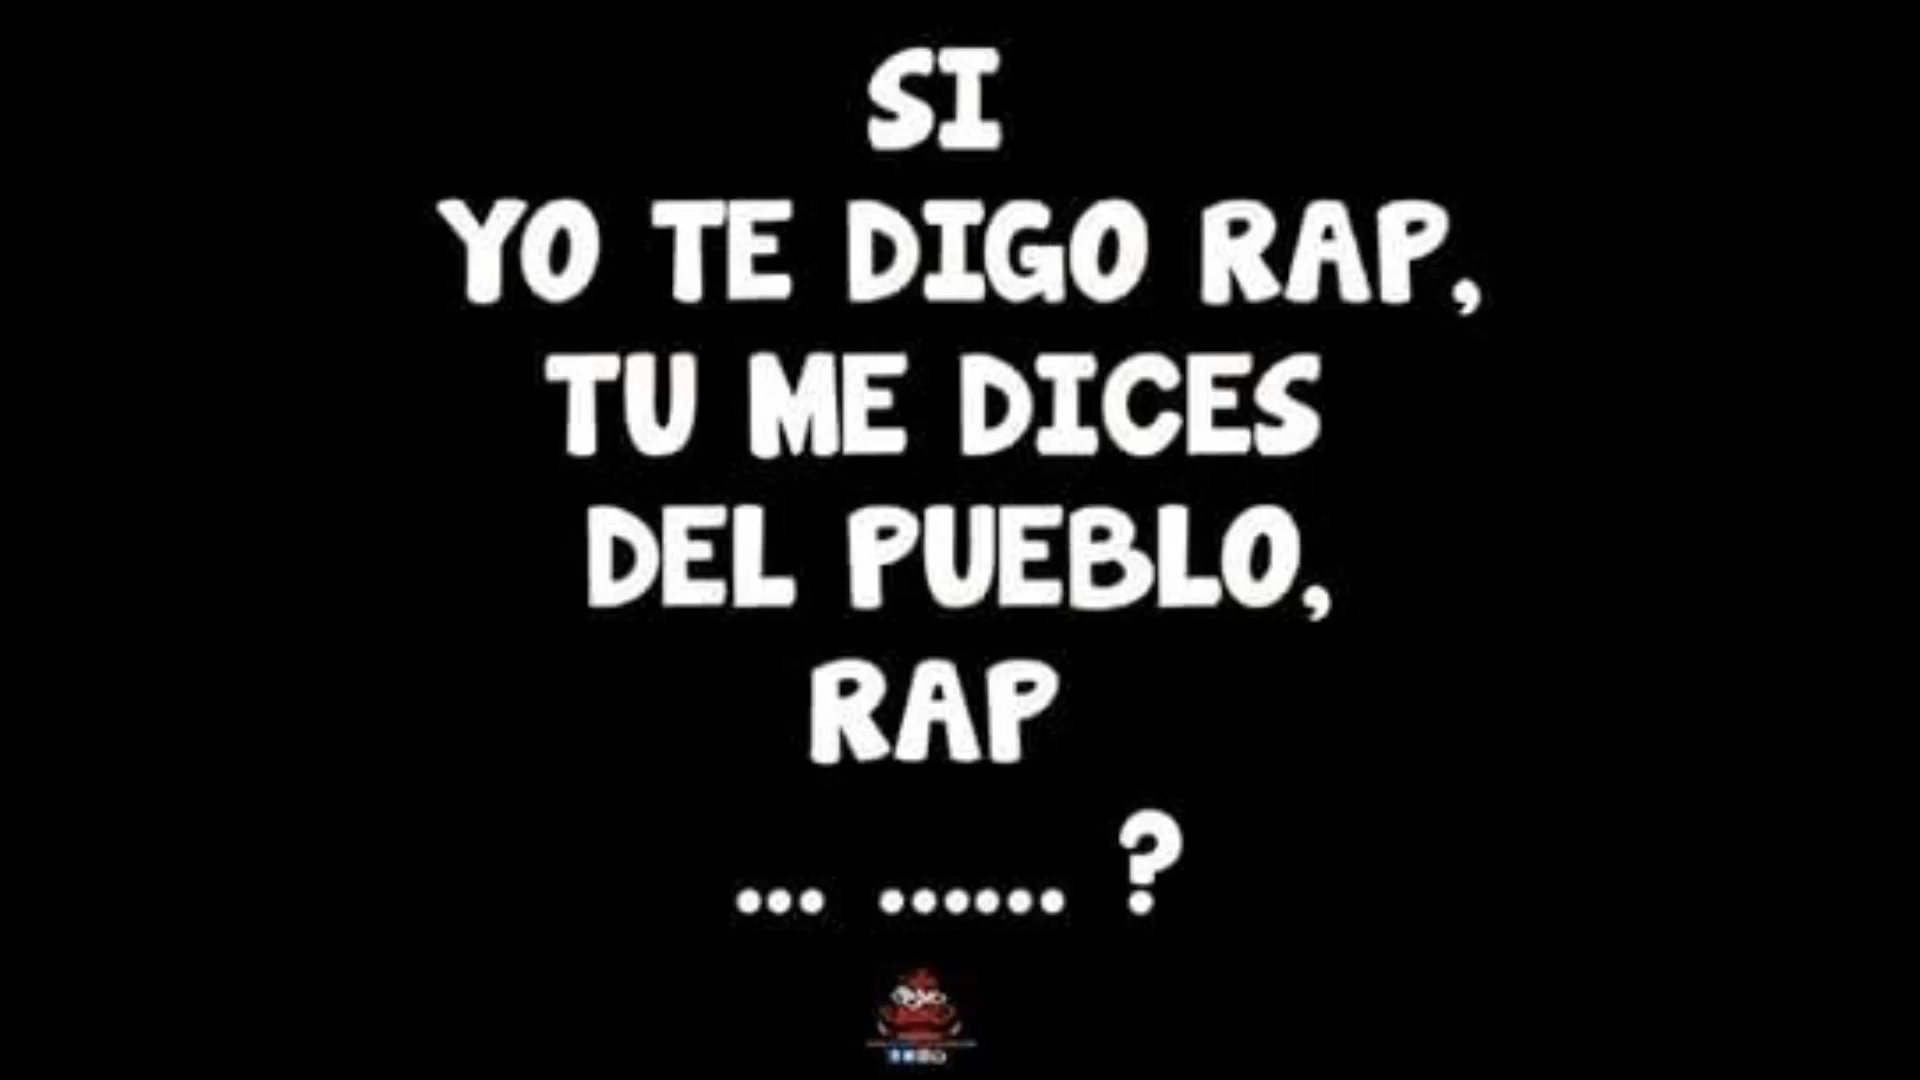 SI
YO TE DIGO RAP,
TU ME DICES
DEL PUEBLO,
RAP
... ...... ?